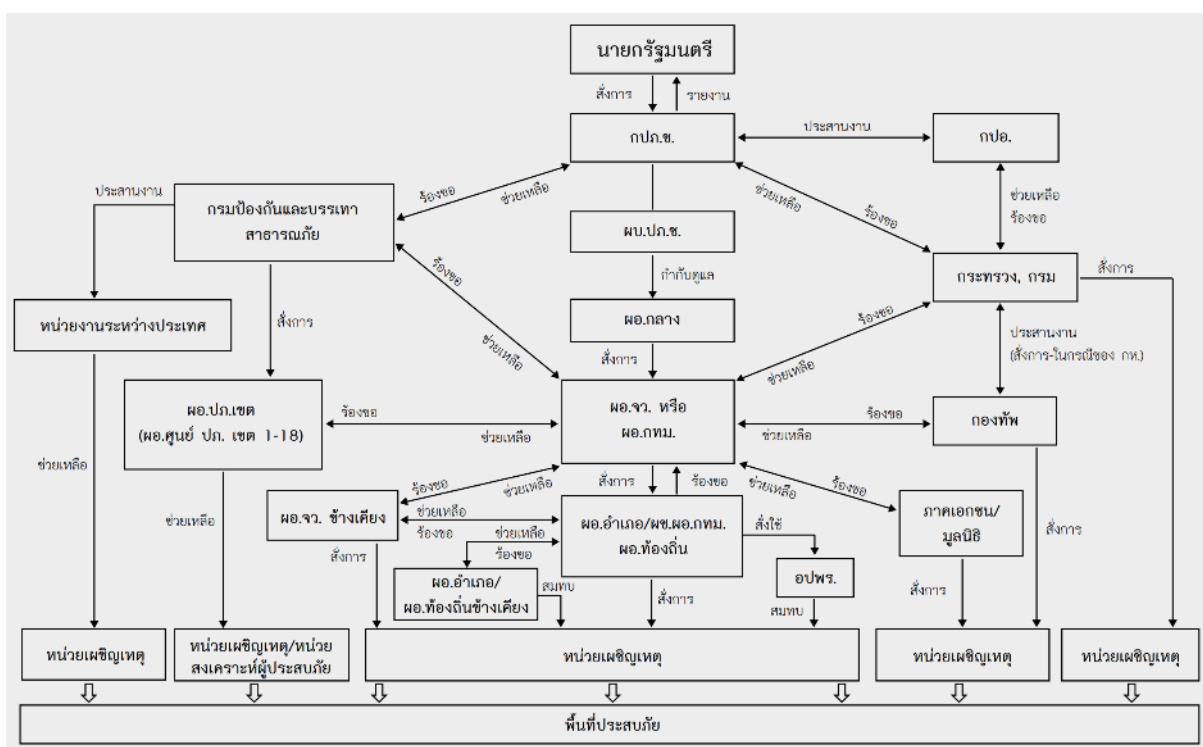 นายกรัฐมนตรี
สั่งการ
รายงาน
กปภ.ช.
ประสานงาน
กปอ.
ประสานงาน
กรมป้องกันและบรรเทา
สาธารณภัย
ร้องขอ
ช่วยเหลือ
ช่วยเหลือ
ร้องขอ
ช่วยเหลือ
ร้องขอ
ผบ.ปภ.ช.
ร้องขอ
กำกับดูแล
กระทรวง, กรม
สั่งการ
หน่วยงานระหว่างประเทศ
สั่งการ
ช่วยเหลือ
ผอ.กลาง
ร้องขอ
ประสานงาน
(สั่งการ-ในกรณีของ กห.)
สั่งการ
ช่วยเหลือ
ผอ.ปภ.เขต
(ผอ.ศูนย์ ปภ. เขต 1-18)
ร้องขอ
ช่วยเหลือ
ผอ.จว. หรือ
ผอ.กทม.
ร้องขอ
ช่วยเหลือ
กองทัพ
ช่วยเหลือ
ร้องขอ
ช่วยเหลือ
สั่งการ
ร้องขอ
ช่วยเหลือ
ร้องขอ
ช่วยเหลือ
ผอ.จว. ข้างเคียง
ช่วยเหลือ
ร้องขอ
ช่วยเหลือ
ร้องขอ
ผอ.อำเภอ/ผช.ผอ.กทม.
ผอ.ท้องถิ่น
สั่งใช้
ภาคเอกชน/
มูลนิธิ
สั่งการ
สั่งการ
ผอ.อำเภอ/
ผอ.ท้องถิ่นข้างเคียง
สมทบ
สั่งการ
อปพร.
สมทบ
สั่งการ
หน่วยเผชิญเหตุ
หน่วยเผชิญเหตุ/หน่วย
สงเคราะห์ผู้ประสบภัย
หน่วยเผชิญเหตุ
หน่วยเผชิญเหตุ
หน่วยเผชิญเหตุ
พื้นที่ประสบภัย